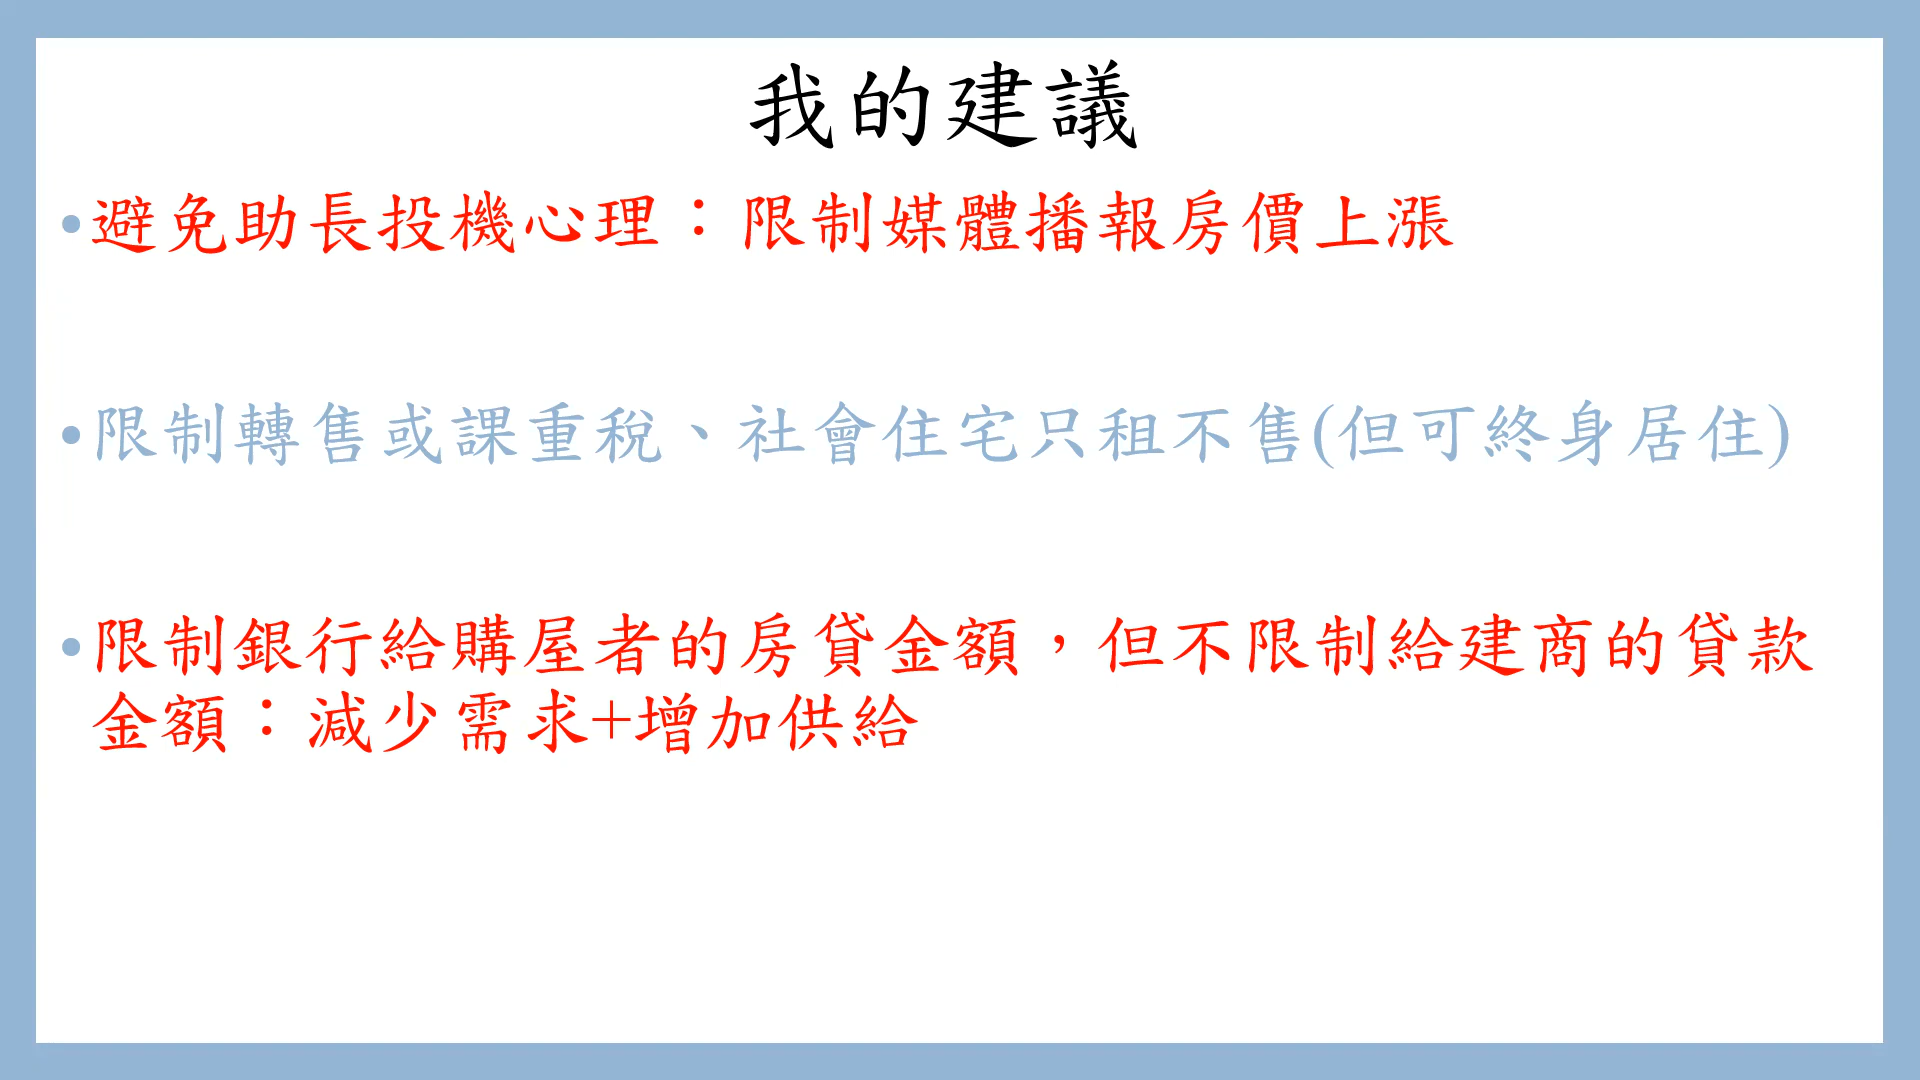 我的建議
•避免助長投機心理：限制媒體播報房價上漲
•限制轉售或課重稅、社會住宅只租不售(但可終身居住)
•限制銀行給購屋者的房貸金額，但不限制給建商的貸款
金額：減少需求+增加供給